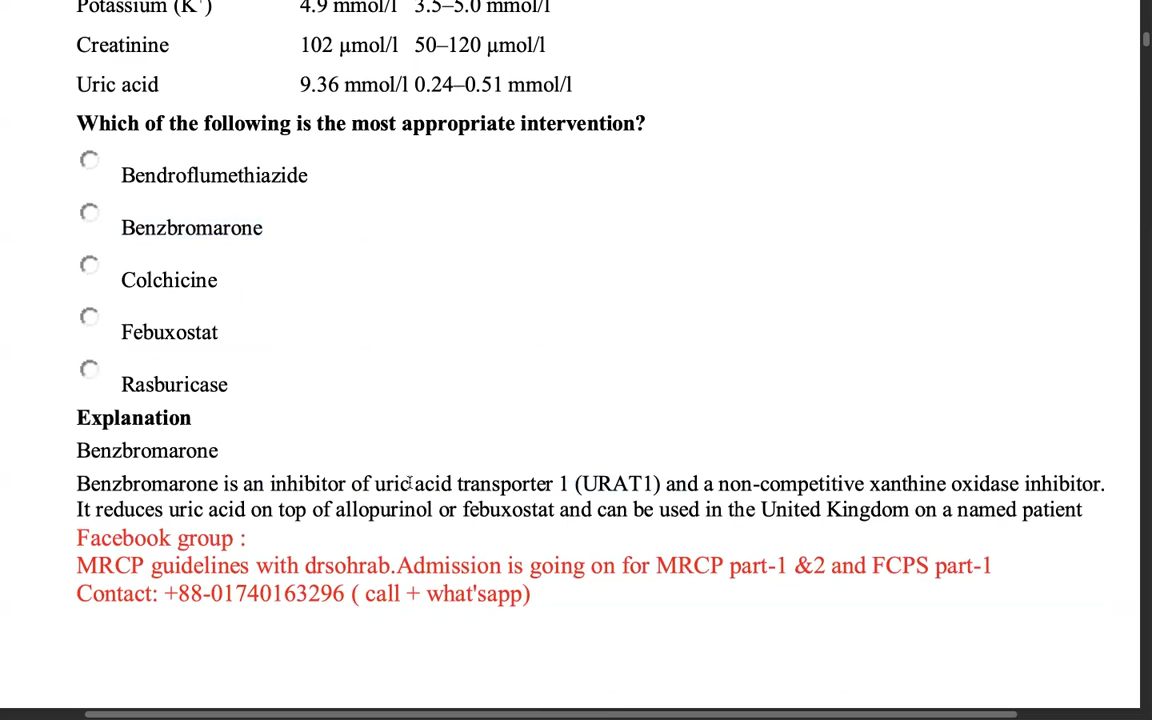 Potassium (K+) 4.9 mmol/l 3.5–5.0 mmol/l
Creatinine 102 µmol/l 50–120 µmol/l
Uric acid 9.36 mmol/l 0.24–0.51 mmol/l
Which of the following is the most appropriate intervention?
Bendroflumethiazide
Benzbromarone
Colchicine
Febuxostat
Rasburicase
Explanation
Benzbromarone
Benzbromarone is an inhibitor of uric acid transporter 1 (URAT1) and a non-competitive xanthine oxidase inhibitor.
It reduces uric acid on top of allopurinol or febuxostat and can be used in the United Kingdom on a named patient
Facebook group :
MRCP guidelines with drsohrab.Admission is going on for MRCP part-1 &2 and FCPS part-1
Contact: +88-01740163296 ( call + what'sapp)